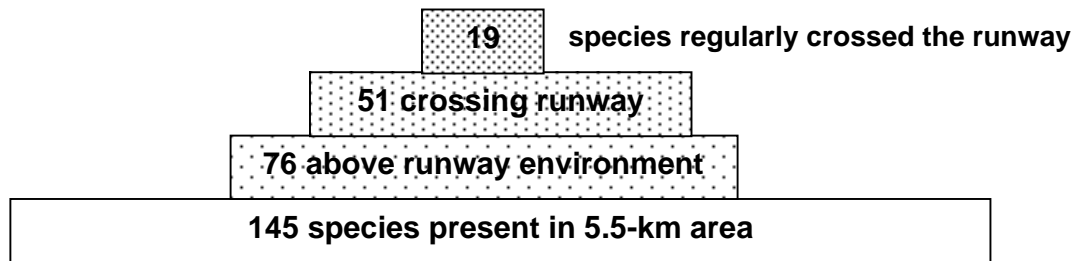 19 species regularly crossed the runway
51 crossing runway
76 above runway environment
145 species present in 5.5-km area